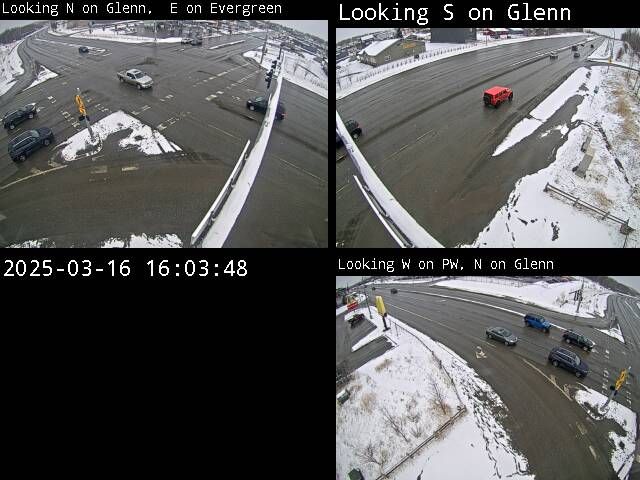 Looking N on Glenn, E on Evergreen
Looking S on Glenn
2025-03-16 16:03:48
Looking W on PW, N on Glenn